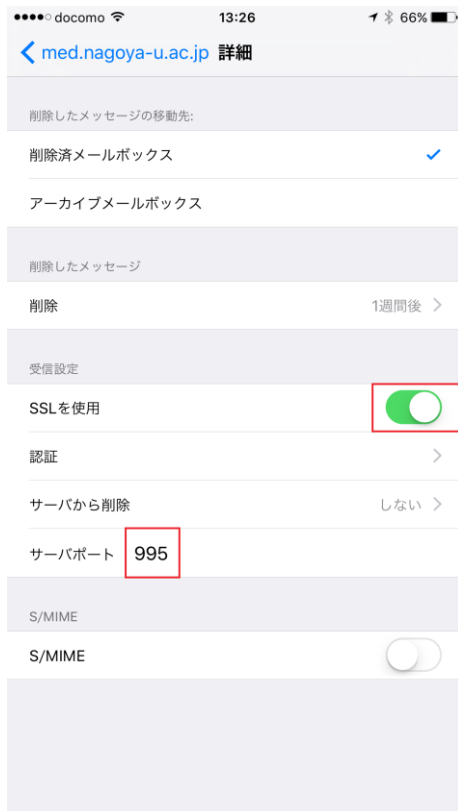 docomo 13:26 66%
med.nagoya-u.ac.jp 詳細
削除したメッセージの移動先:
削除済メールボックス
アーカイブメールボックス
削除したメッセージ
削除 1週間後
受信設定
SSLを使用
認証
サーバから削除 しない
サーバポート 995
S/MIME
S/MIME